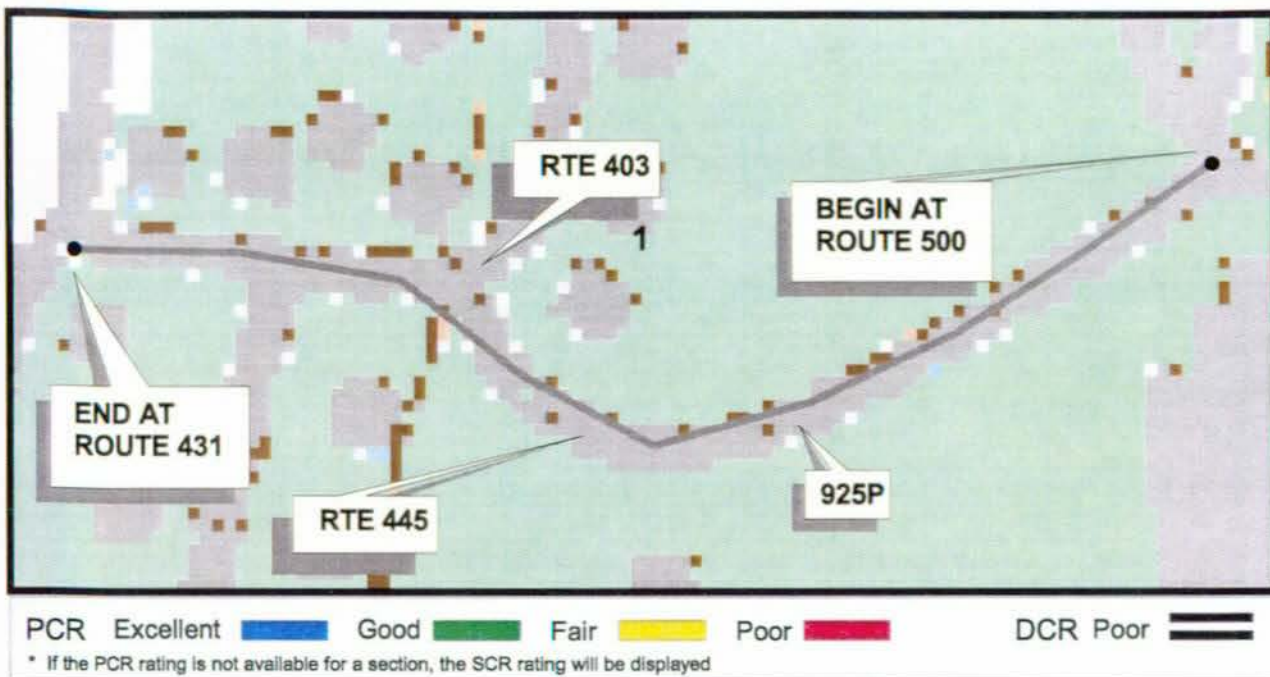 RTE 403
1
BEGIN AT
ROUTE 500
END AT
ROUTE 431
RTE 445
925P
PCR Excellent Good Fair Poor DCR Poor
* If the PCR rating is not available for a section, the SCR rating will be displayed